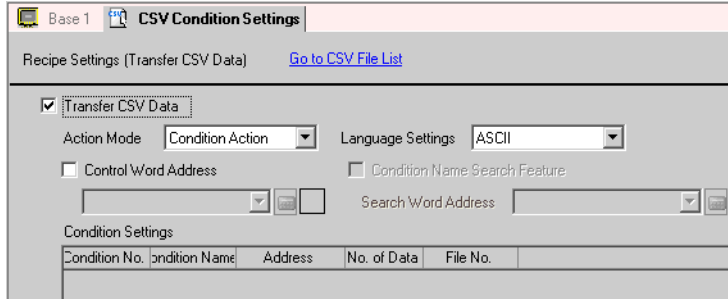 Base 1 CSV CSV Condition Settings
Recipe Settings (Transfer CSV Data) Go to CSV File List
Transfer CSV Data
Action Mode Condition Action Language Settings ASCII
Control Word Address Condition Name Search Feature
Search Word Address
Condition Settings
Condition No. ondition Name Address No. of Data File No.